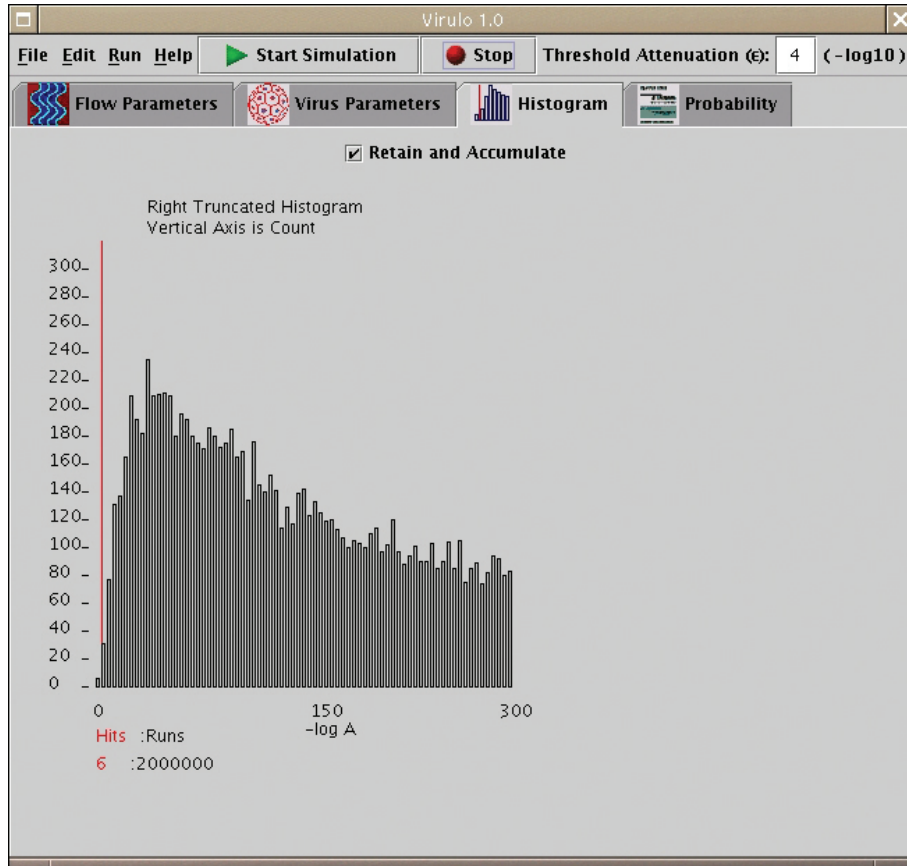 Virulo 1.0
File Edit Run Help Start Simulation Stop Threshold Attenuation (ϵ): 4 (-log10)
Flow Parameters Virus Parameters Histogram Probability
Retain and Accumulate
Right Truncated Histogram
Vertical Axis is Count
300
280
260
240
220
200
180
160
140
120
100
80
60
40
20
0
0 150 300
-log A
Hits :Runs
6 :2000000